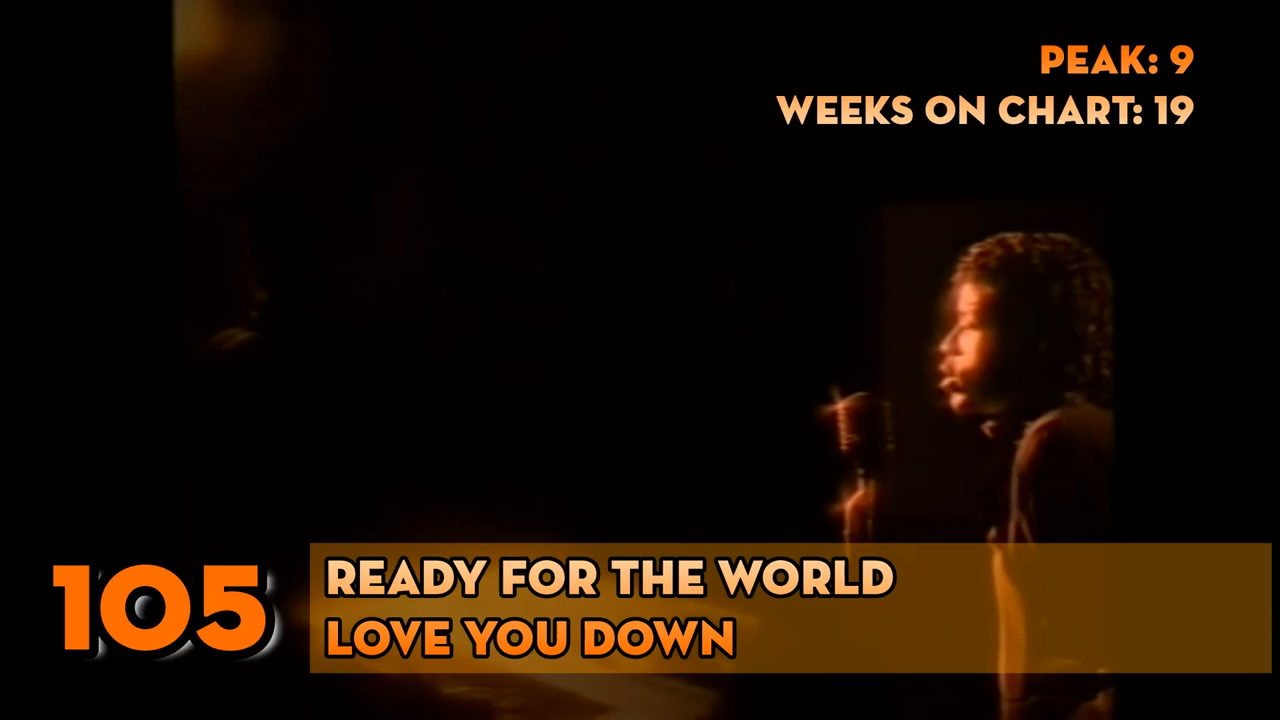 PEAK: 9
WEEKS ON CHART: 19
105
READY FOR THE WORLD
LOVE YOU DOWN